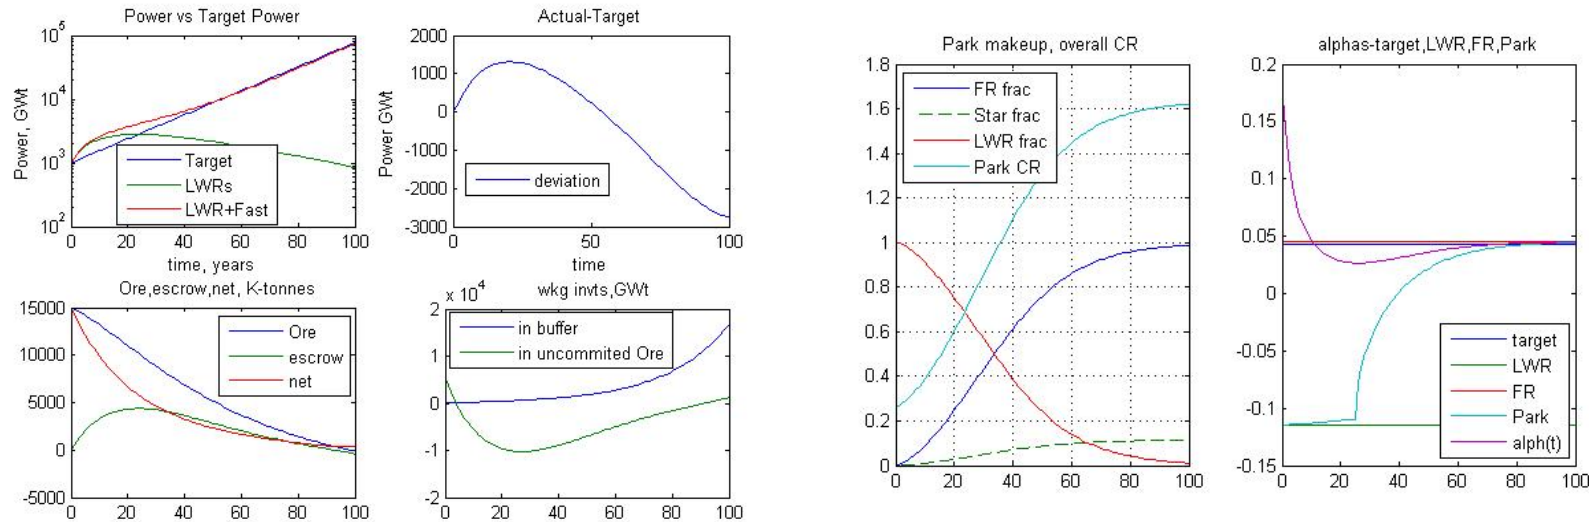 Power vs Target Power
10^5
10^4
10^3
10^2
Power, GWt
Target
LWRs
LWR+Fast
0 20 40 60 80 100
time, years
Actual-Target
2000
1000
0
-1000
-2000
-3000
Power GWt
deviation
0 50 100
time
Ore,escrow,net, K-tonnes
15000
10000
5000
0
-5000
Ore
escrow
net
0 20 40 60 80 100
wkg invts,GWt
x 10^4
2
1
0
-1
-2
in buffer
in uncommited Ore
0 20 40 60 80 100
Park makeup, overall CR
1.8
1.6
1.4
1.2
1
0.8
0.6
0.4
0.2
0
FR frac
Star frac
LWR frac
Park CR
0 20 40 60 80 100
alphas-target,LWR,FR,Park
0.2
0.15
0.1
0.05
0
-0.05
-0.1
-0.15
target
LWR
FR
Park
alph(t)
0 20 40 60 80 100